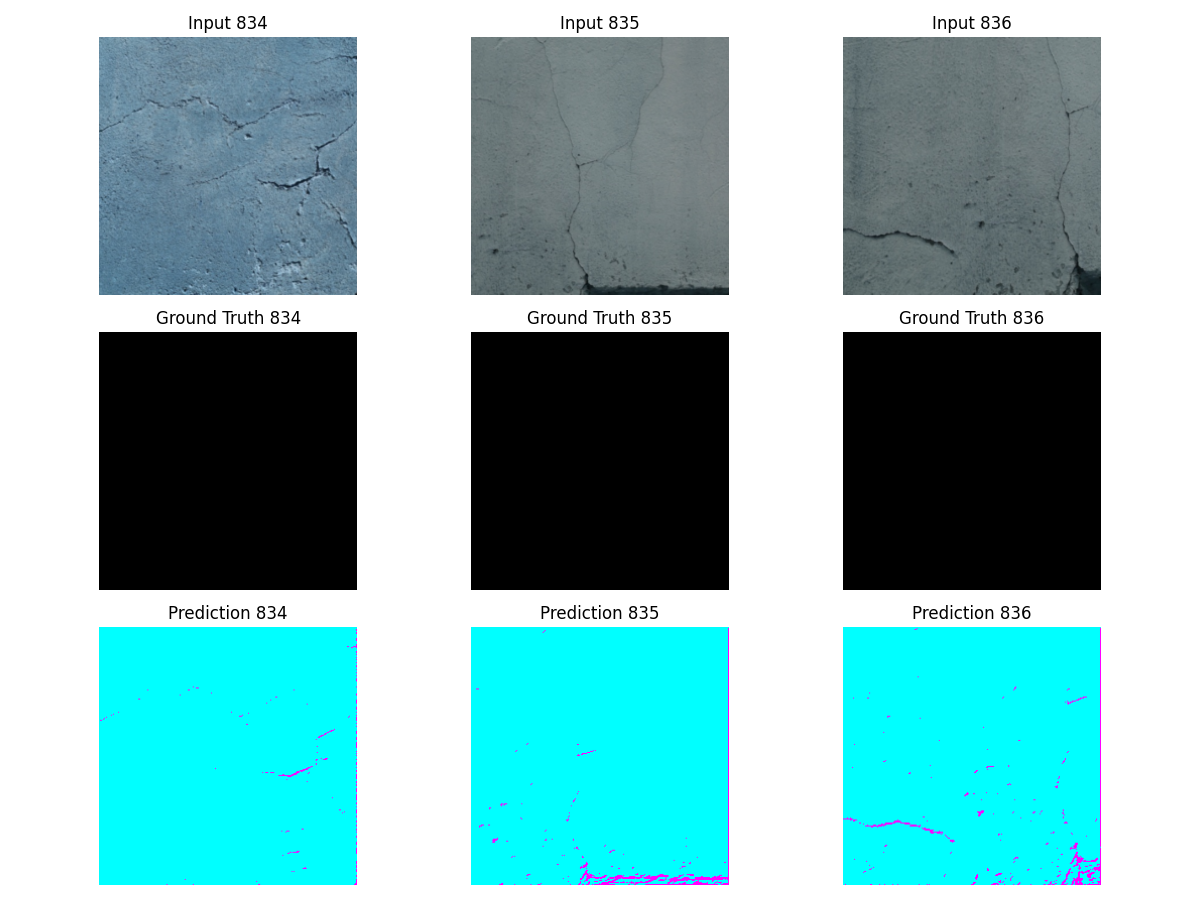 Input 834
Input 835
Input 836
Ground Truth 834
Ground Truth 835
Ground Truth 836
Prediction 834
Prediction 835
Prediction 836